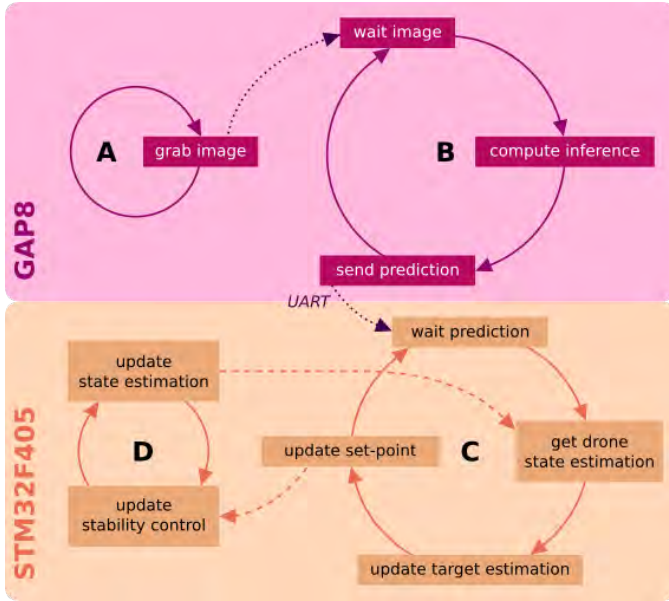 wait image
A
grab image
B
compute inference
send prediction
GAP8
UART
wait prediction
update
state estimation
D
update set-point
C
get drone
state estimation
update
stability control
update target estimation
STM32F405